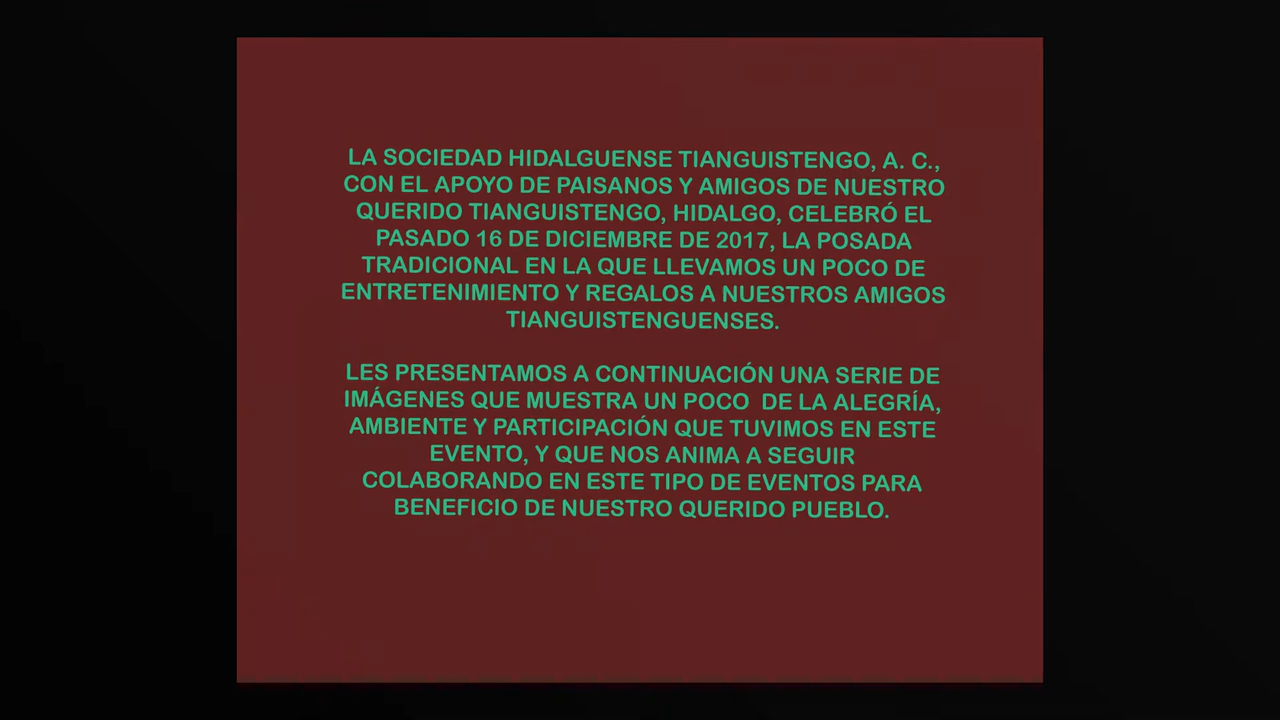 LA SOCIEDAD HIDALGUENSE TIANGUISTENGO, A. C.,
CON EL APOYO DE PAISANOS Y AMIGOS DE NUESTRO
QUERIDO TIANGUISTENGO, HIDALGO, CELEBRÓ EL
PASADO 16 DE DICIEMBRE DE 2017, LA POSADA
TRADICIONAL EN LA QUE LLEVAMOS UN POCO DE
ENTRETENIMIENTO Y REGALOS A NUESTROS AMIGOS
TIANGUISTENGUENSES.
LES PRESENTAMOS A CONTINUACIÓN UNA SERIE DE
IMÁGENES QUE MUESTRA UN POCO  DE LA ALEGRÍA,
AMBIENTE Y PARTICIPACIÓN QUE TUVIMOS EN ESTE
EVENTO, Y QUE NOS ANIMA A SEGUIR
COLABORANDO EN ESTE TIPO DE EVENTOS PARA
BENEFICIO DE NUESTRO QUERIDO PUEBLO.